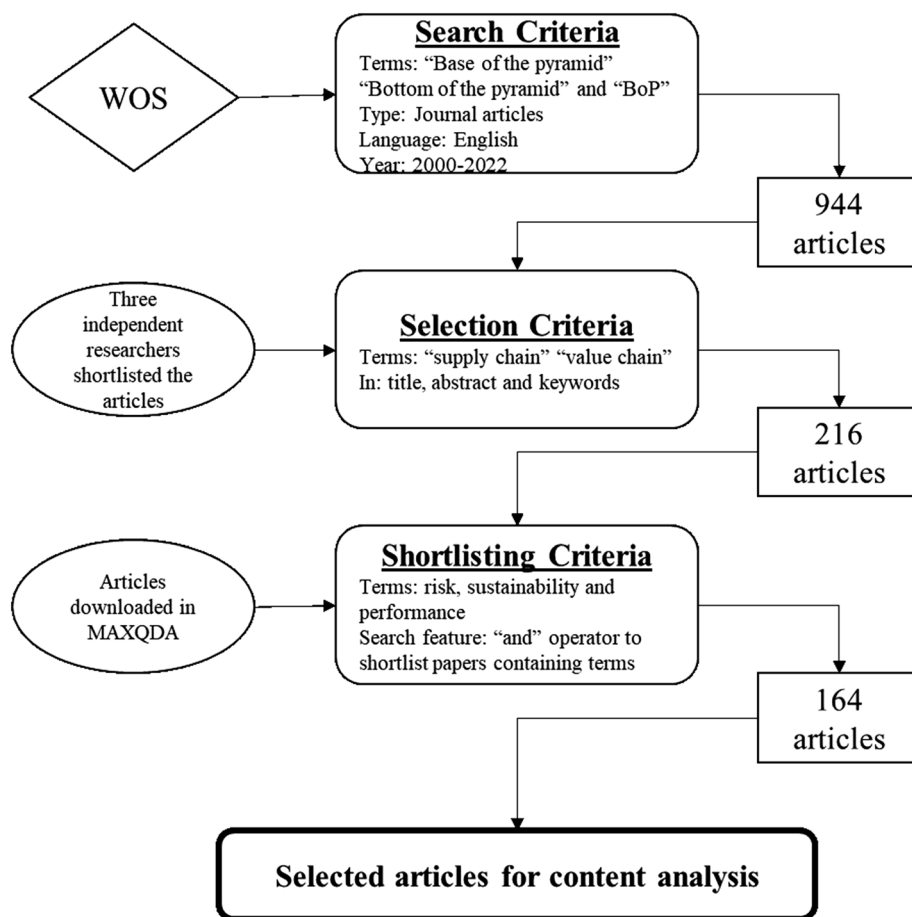 WOS
Search Criteria
Terms: “Base of the pyramid”
“Bottom of the pyramid” and “BoP”
Type: Journal articles
Language: English
Year: 2000-2022
944
articles
Three
independent
researchers
shortlisted the
articles
Selection Criteria
Terms: “supply chain” “value chain”
In: title, abstract and keywords
216
articles
Articles
downloaded in
MAXQDA
Shortlisting Criteria
Terms: risk, sustainability and
performance
Search feature: “and” operator to
shortlist papers containing terms
164
articles
Selected articles for content analysis